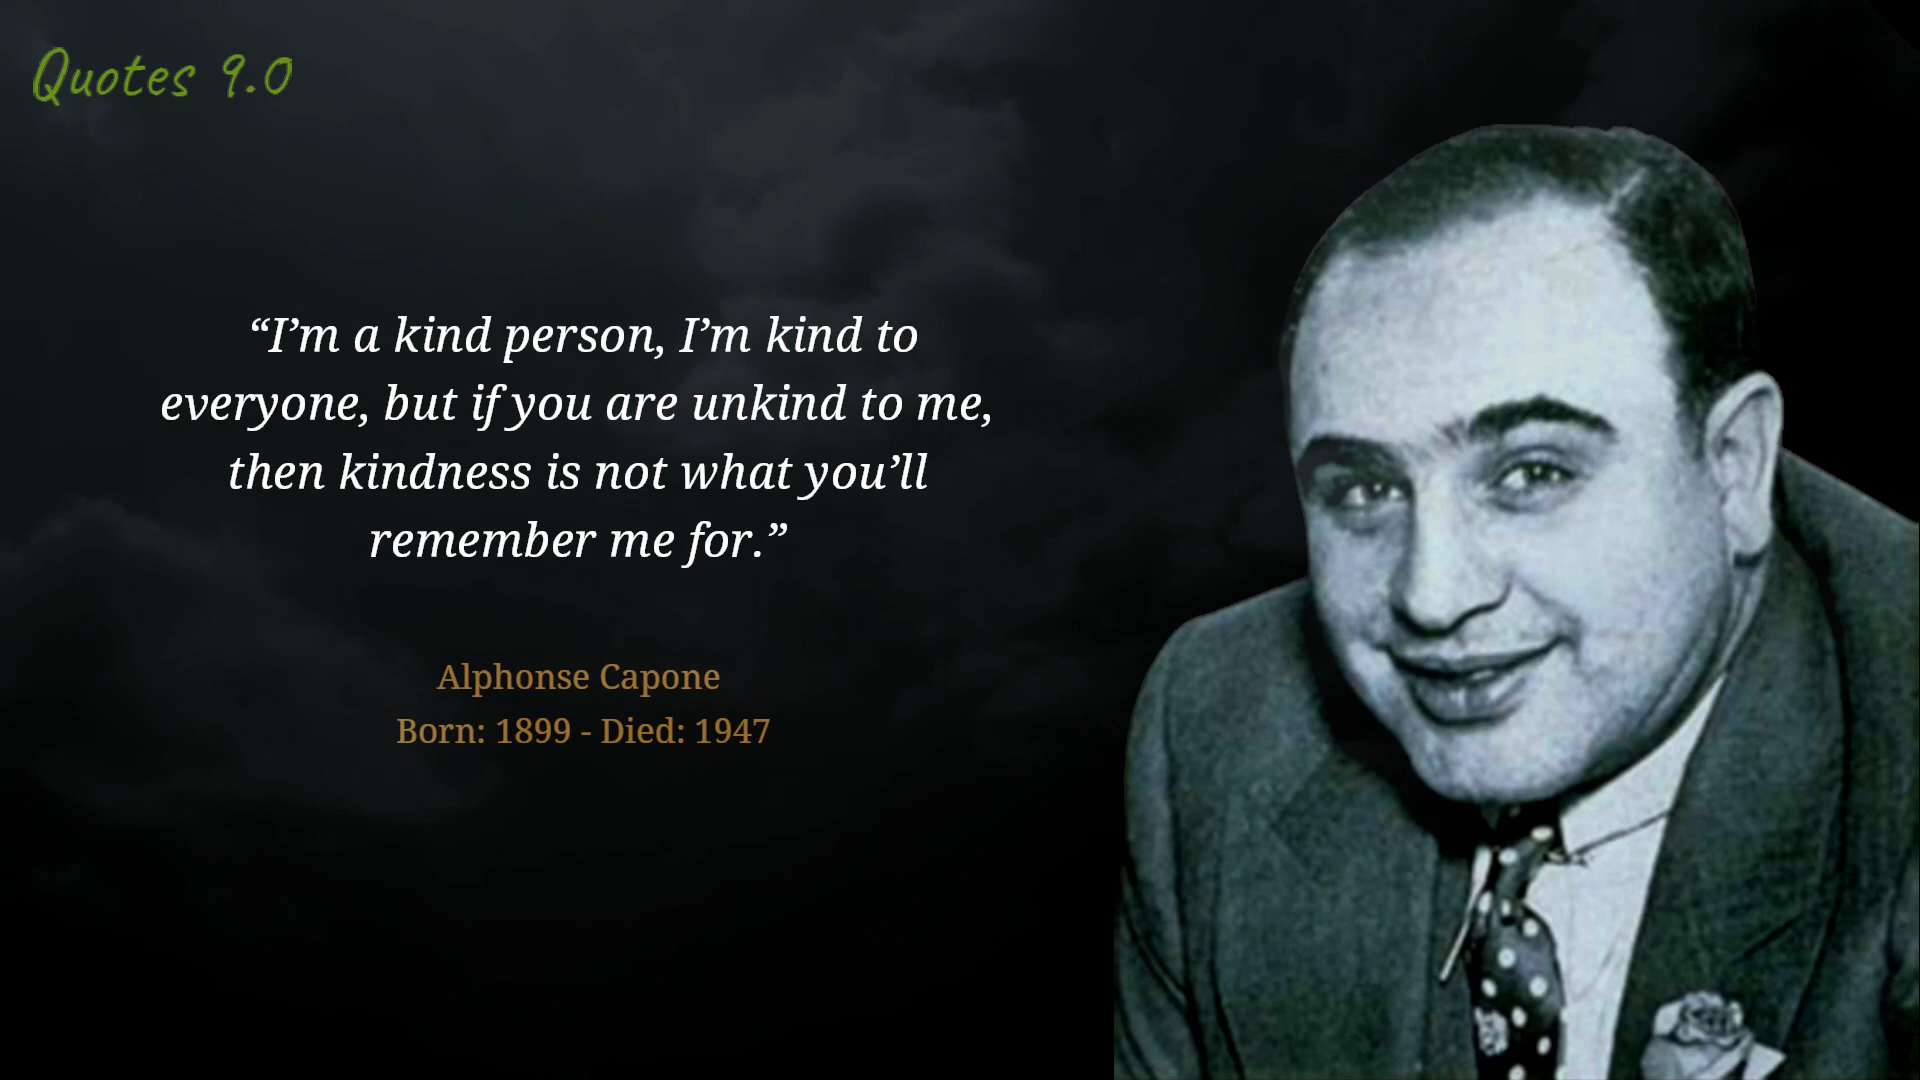 Quotes 9.0
“I’m a kind person, I’m kind to
everyone, but if you are unkind to me,
then kindness is not what you’ll
remember me for.”
Alphonse Capone
Born: 1899 - Died: 1947